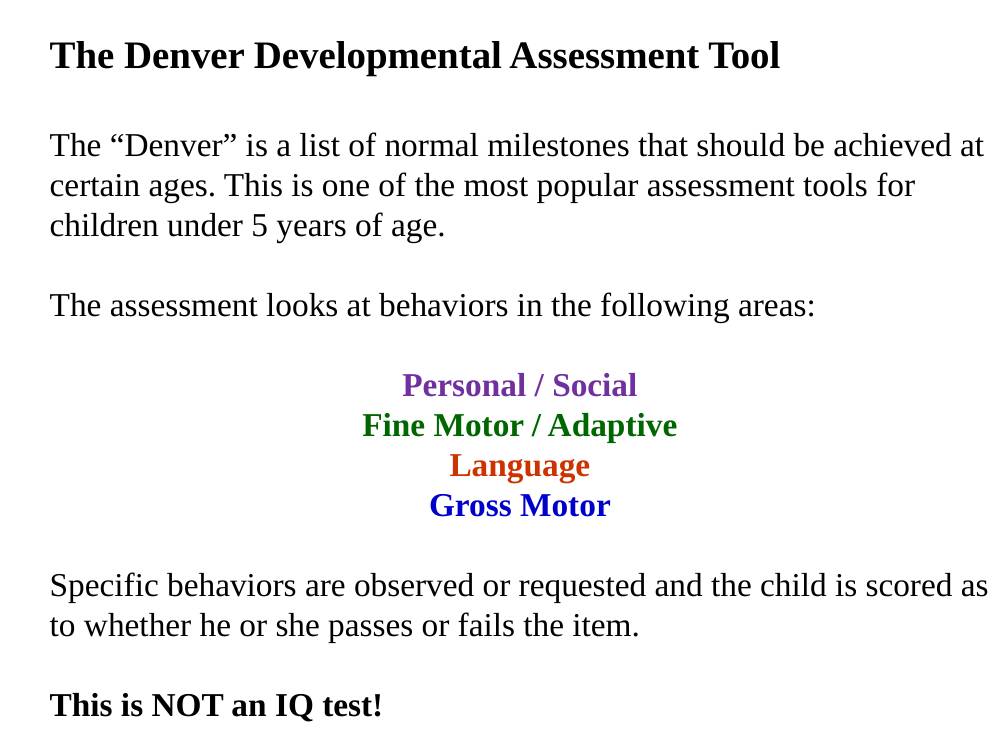 The Denver Developmental Assessment Tool
The “Denver” is a list of normal milestones that should be achieved at
certain ages. This is one of the most popular assessment tools for
children under 5 years of age.
The assessment looks at behaviors in the following areas:
Personal / Social
Fine Motor / Adaptive
Language
Gross Motor
Specific behaviors are observed or requested and the child is scored as
to whether he or she passes or fails the item.
This is NOT an IQ test!